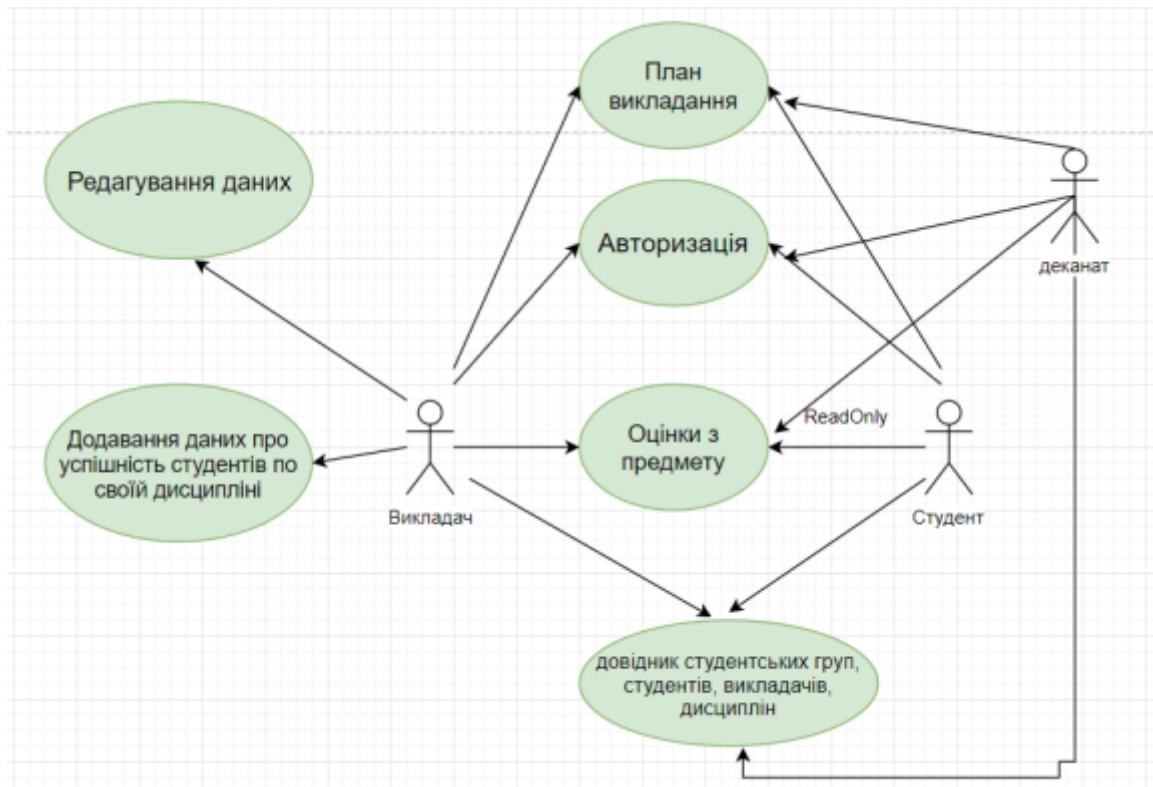 План
викладання
Редагування даних
Авторизація
деканат
Додавання даних про
успішність студентів по
своїй дисципліні
Викладач
Оцінки з
предмету
ReadOnly
Студент
довідник студентських груп,
студентів, викладачів,
дисциплін